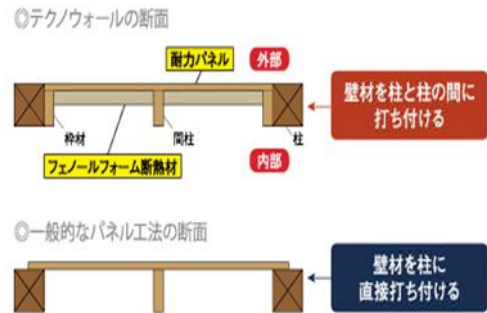 ◎テクノウォールの断面
耐力パネル
外部
壁材を柱と柱の間に
打ち付ける
枠材
間柱
柱
フェノールフォーム断熱材
内部
◎一般的なパネル工法の断面
壁材を柱に
直接打ち付ける